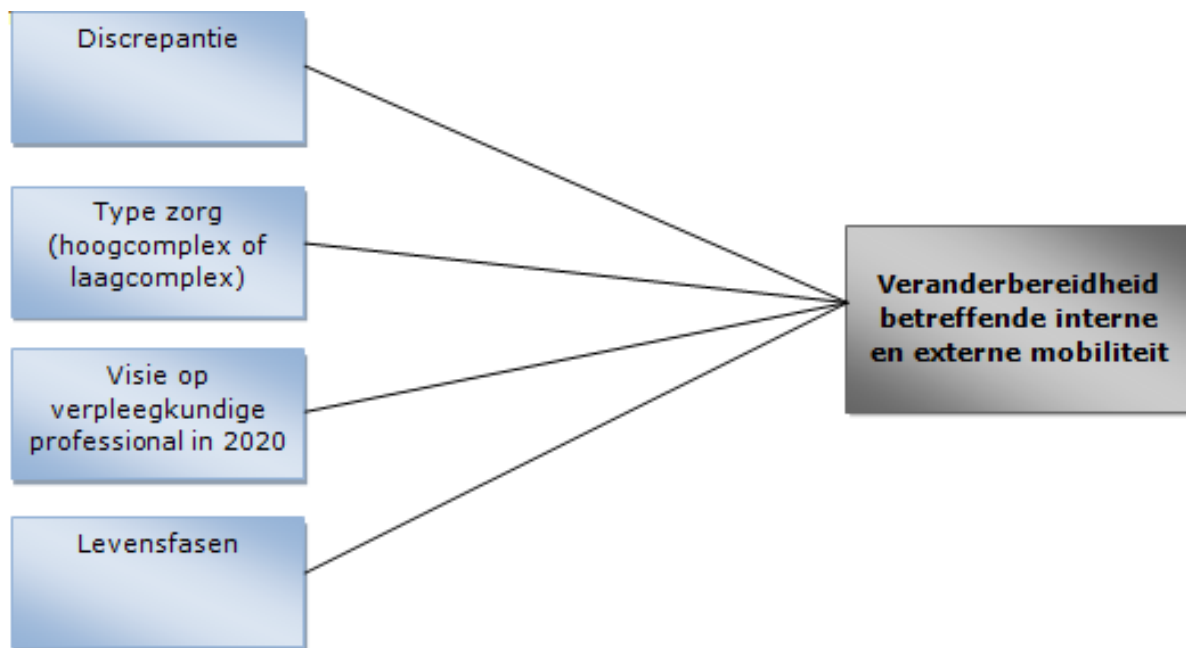 Discrepantie
Type zorg
(hoogcomplex of
laagcomplex)
Visie op
verpleegkundige
professional in 2020
Levensfasen
Veranderbereidheid
betreffende interne
en externe mobiliteit